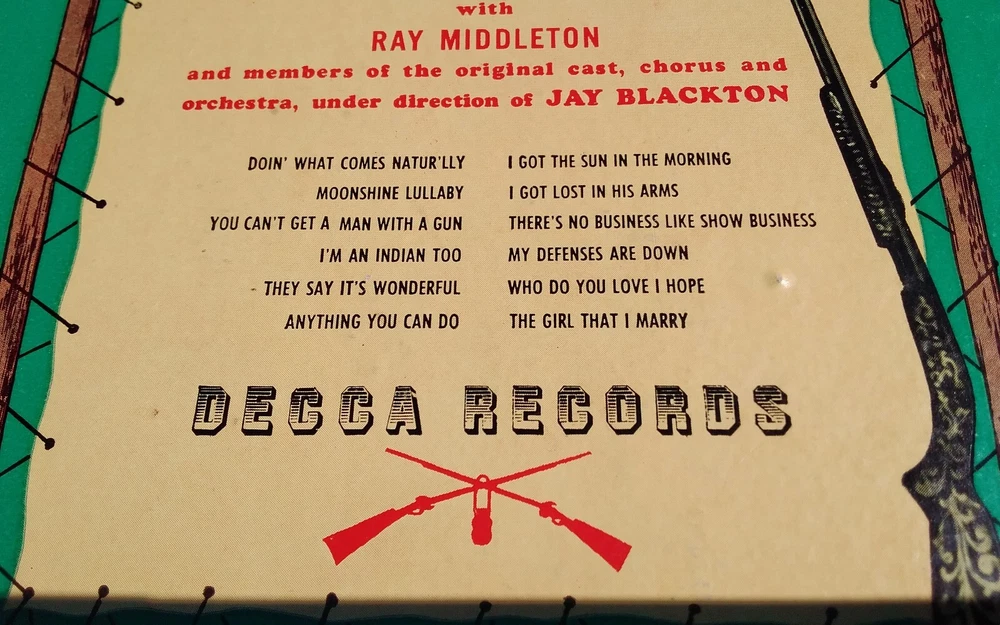 with
RAY MIDDLETON
and members of the original cast, chorus and
orchestra, under direction of JAY BLACKTON
DOIN' WHAT COMES NATUR'LLY
MOONSHINE LULLABY
YOU CAN'T GET A MAN WITH A GUN
I'M AN INDIAN TOO
THEY SAY IT'S WONDERFUL
ANYTHING YOU CAN DO
I GOT THE SUN IN THE MORNING
I GOT LOST IN HIS ARMS
THERE'S NO BUSINESS LIKE SHOW BUSINESS
MY DEFENSES ARE DOWN
WHO DO YOU LOVE I HOPE
THE GIRL THAT I MARRY
DECCA RECORDS